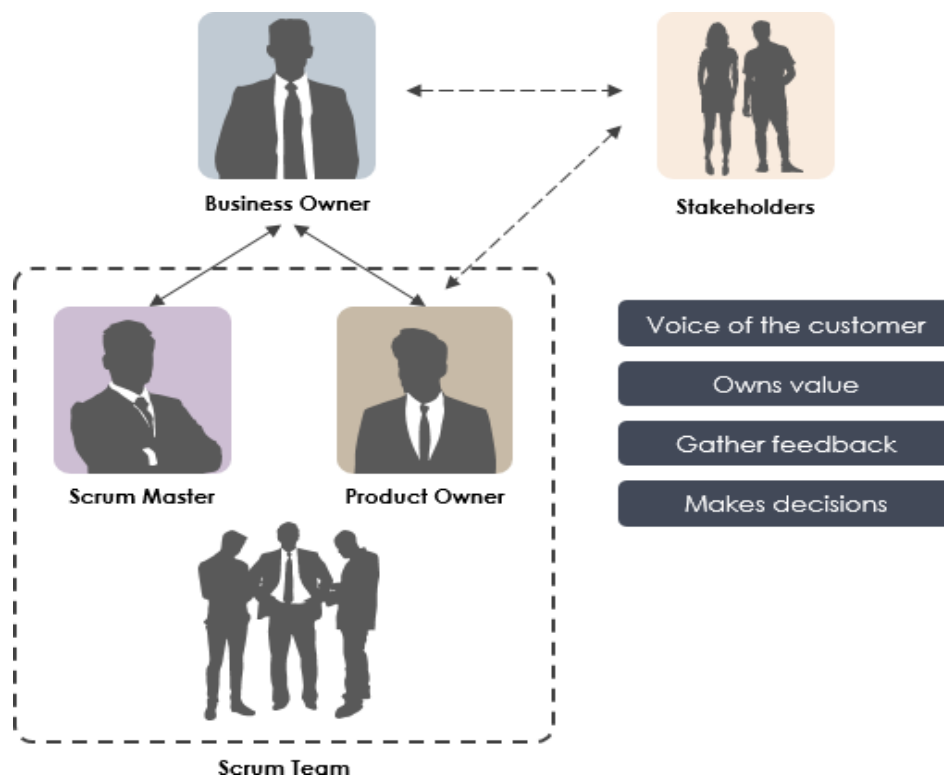 Business Owner
Stakeholders
Voice of the customer
Owns value
Gather feedback
Makes decisions
Scrum Master
Product Owner
Scrum Team